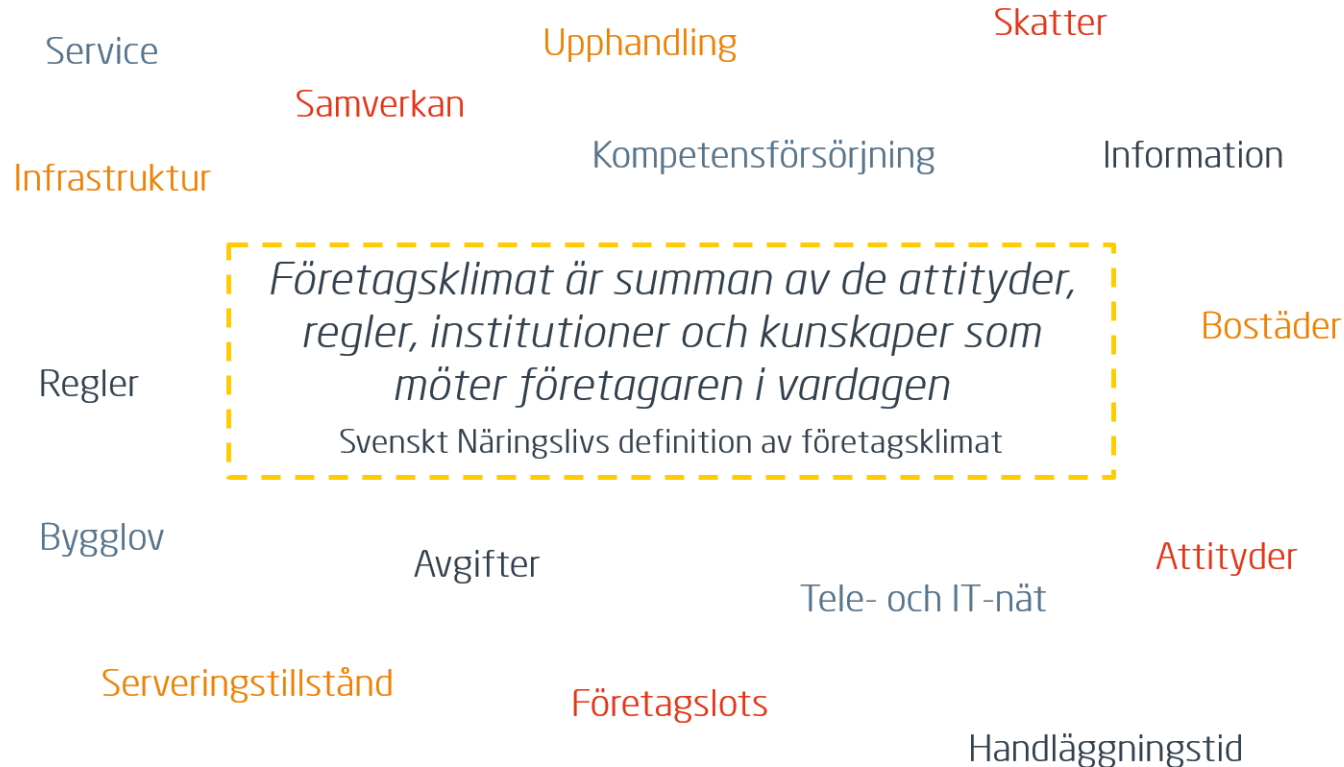 Skatter
Service
Upphandling
Samverkan
Kompetensförsörjning
Information
Infrastruktur
Företagsklimat är summan av de attityder,
regler, institutioner och kunskaper som
möter företagaren i vardagen
Svenskt Näringslivs definition av företagsklimat
Bostäder
Regler
Bygglov
Avgifter
Attityder
Tele- och IT-nät
Serveringstillstånd
Företagslots
Handläggningstid